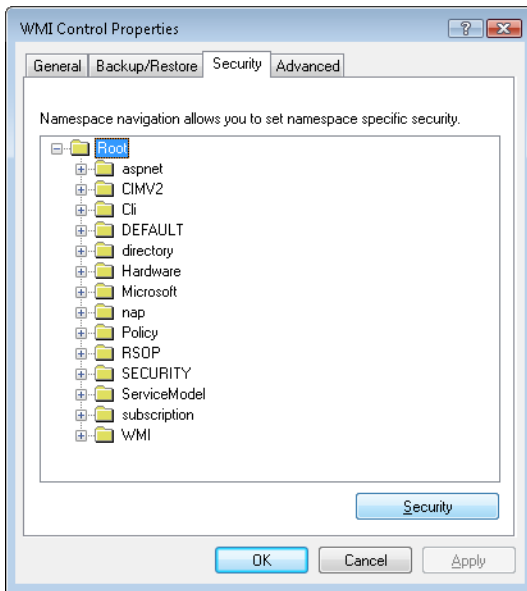 WMI Control Properties
General Backup/Restore Security Advanced
Namespace navigation allows you to set namespace specific security.
Root
aspnet
CIMV2
Cli
DEFAULT
directory
Hardware
Microsoft
nap
Policy
RSOP
SECURITY
ServiceModel
subscription
WMI
Security
OK Cancel Apply